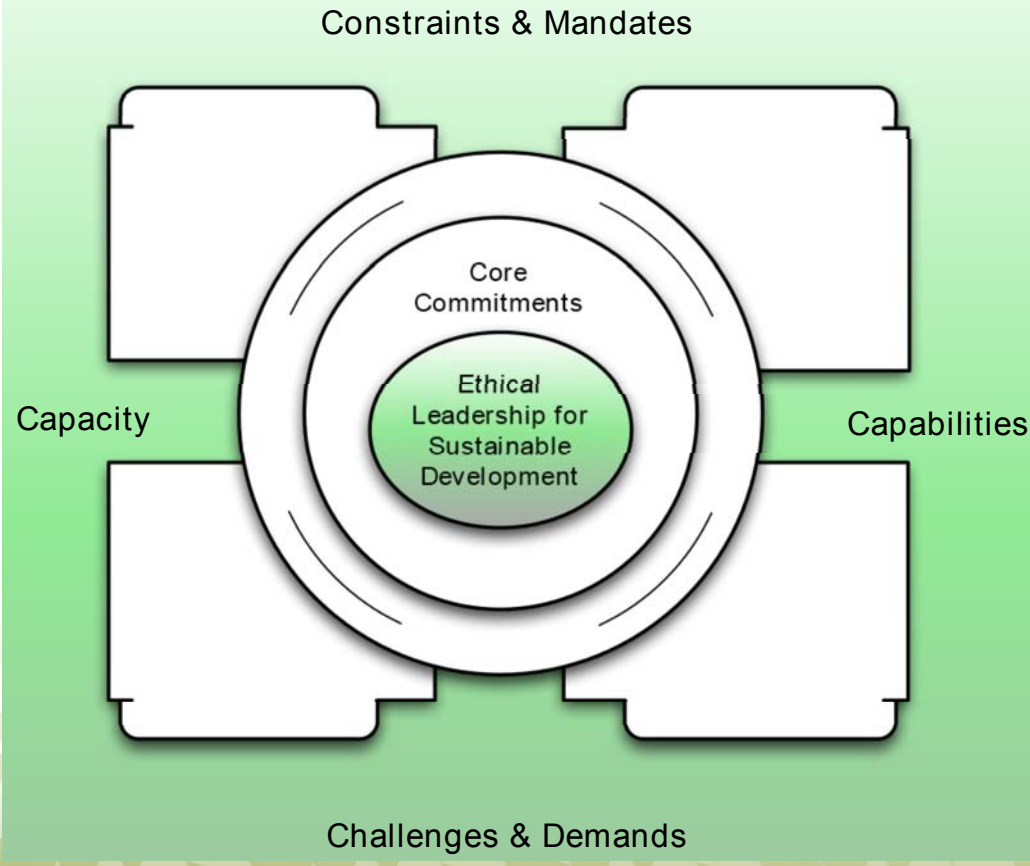 Constraints & Mandates
Core
Commitments
Ethical
Leadership for
Sustainable
Development
Capacity
Capabilities
Challenges & Demands